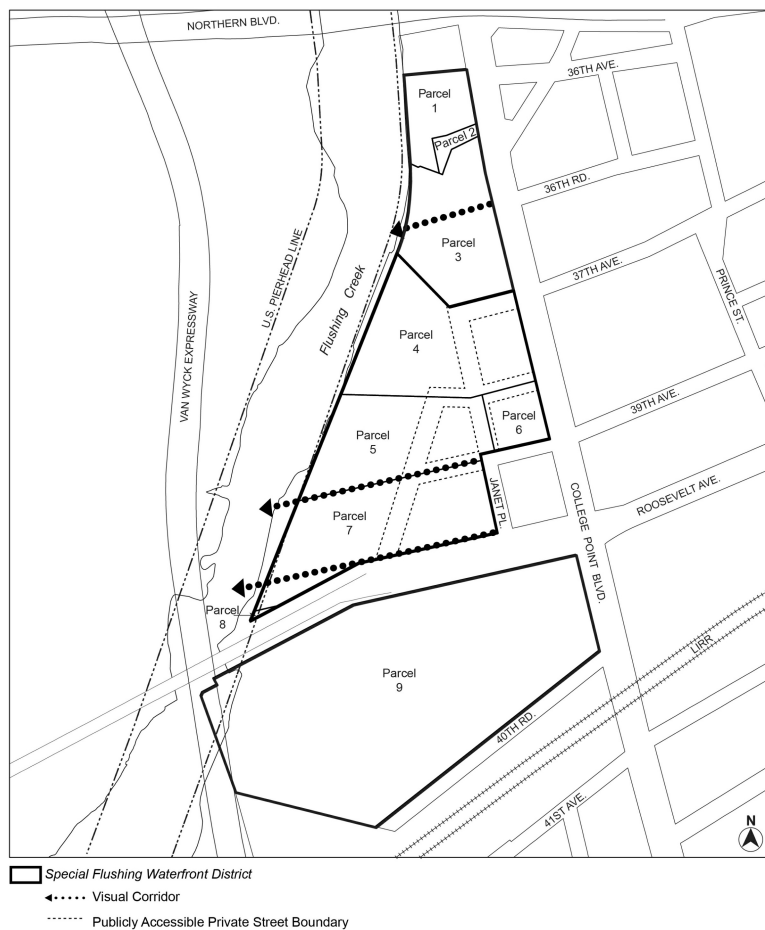 NORTHERN BLVD.
36TH AVE.
Parcel
1
Parcel 2
36TH RD.
Parcel
3
37TH AVE.
U.S. PIERHEAD LINE
Flushing Creek
PRINCE ST.
VAN WYCK EXPRESSWAY
Parcel
4
39TH AVE.
Parcel
6
Parcel
5
ROOSEVELT AVE.
JANET PL.
COLLEGE POINT BLVD.
Parcel
7
Parcel
8
LIRR
Parcel
9
40TH RD.
41ST AVE.
N
Special Flushing Waterfront District
Visual Corridor
Publicly Accessible Private Street Boundary